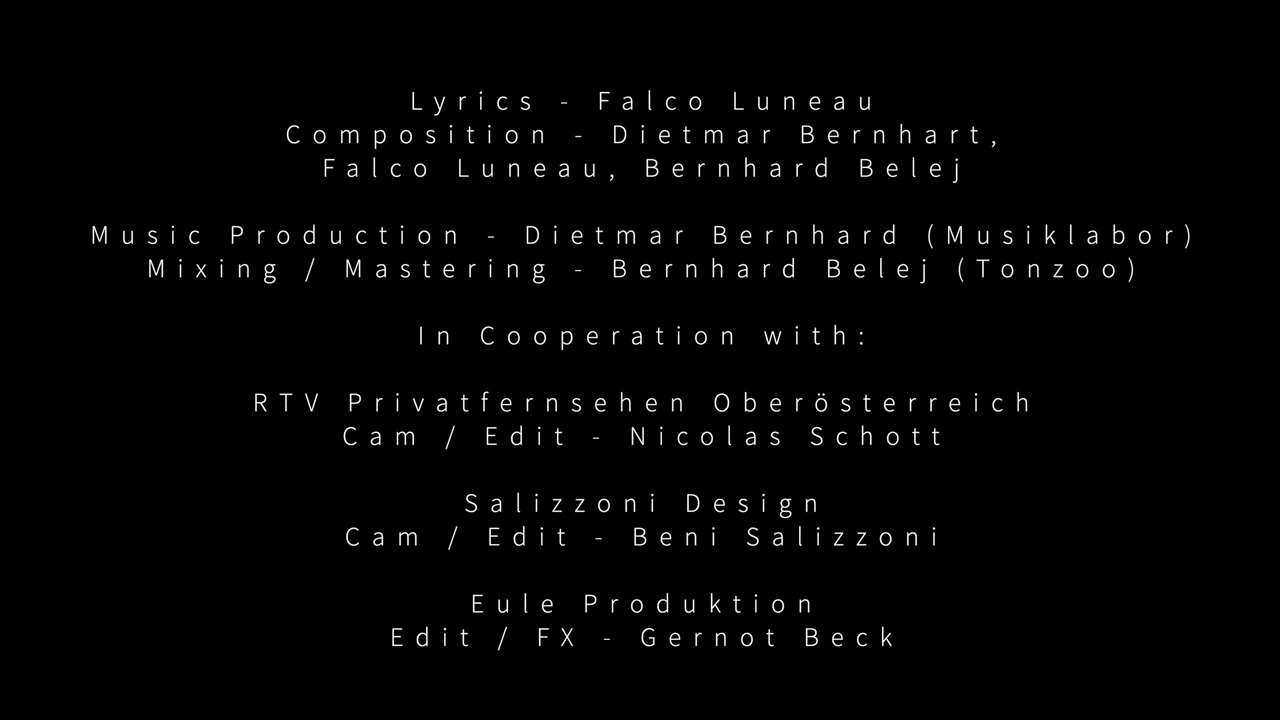 Lyrics - Falco Luneau
Composition - Dietmar Bernhart,
Falco Luneau, Bernhard Belej
Music Production - Dietmar Bernhard (Musiklabor)
Mixing / Mastering - Bernhard Belej (Tonzoo)
In Cooperation with:
RTV Privatfernsehen Oberösterreich
Cam / Edit - Nicolas Schott
Salizzoni Design
Cam / Edit - Beni Salizzoni
Eule Produktion
Edit / FX - Gernot Beck